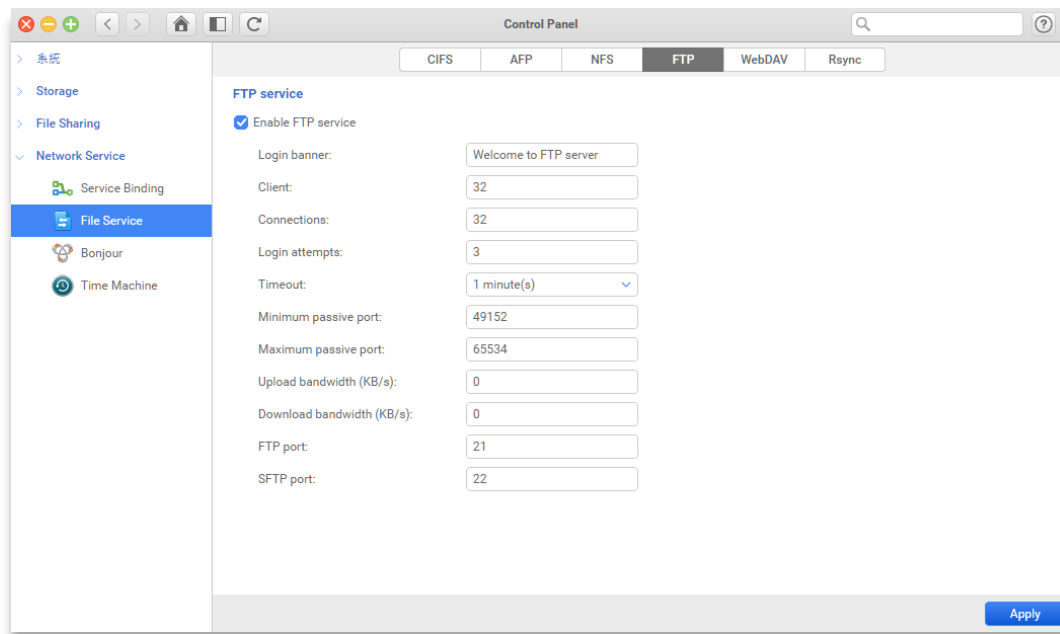 Control Panel
系統
Storage
File Sharing
Network Service
Service Binding
File Service
Bonjour
Time Machine
CIFS AFP NFS FTP WebDAV Rsync
FTP service
Enable FTP service
Login banner: Welcome to FTP server
Client: 32
Connections: 32
Login attempts: 3
Timeout: 1 minute(s)
Minimum passive port: 49152
Maximum passive port: 65534
Upload bandwidth (KB/s): 0
Download bandwidth (KB/s): 0
FTP port: 21
SFTP port: 22
Apply